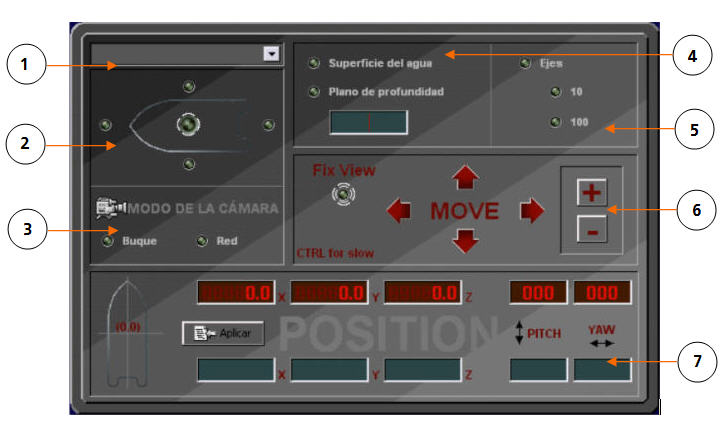 1
2
3
4
5
6
7
Superficie del agua
Plano de profundidad
Ejes
10
100
MODO DE LA CÁMARA
Buque
Red
Fix View
MOVE
CTRL for slow
+
-
0.0 X 0.0 Y 0.0 Z 000 000
(0,0)
Aplicar
POSITION
PITCH
YAW
X Y Z